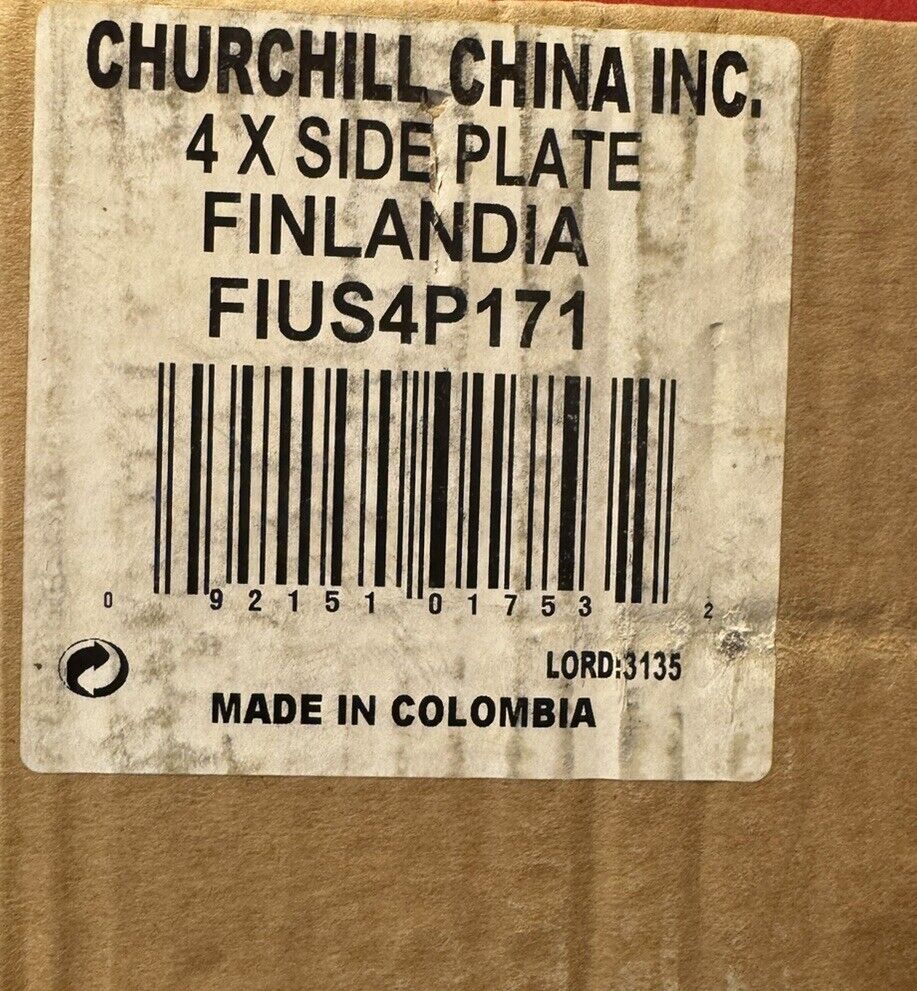 CHURCHILL CHINA INC.
4 X SIDE PLATE
FINLANDIA
FIUS4P171
0 92151 01753 2
LORD:3135
MADE IN COLOMBIA